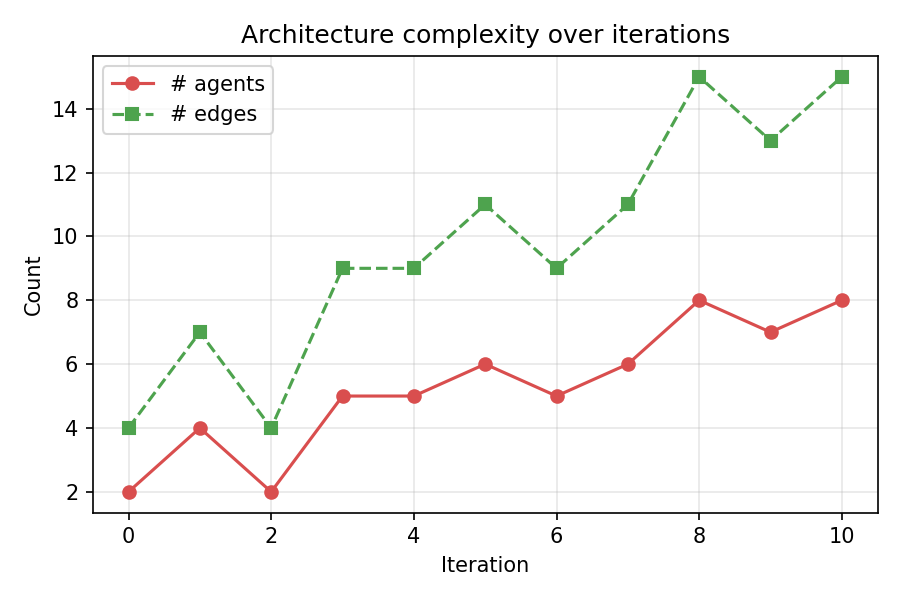 Architecture complexity over iterations
# agents
# edges
Count
14
12
10
8
6
4
2
0 2 4 6 8 10
Iteration